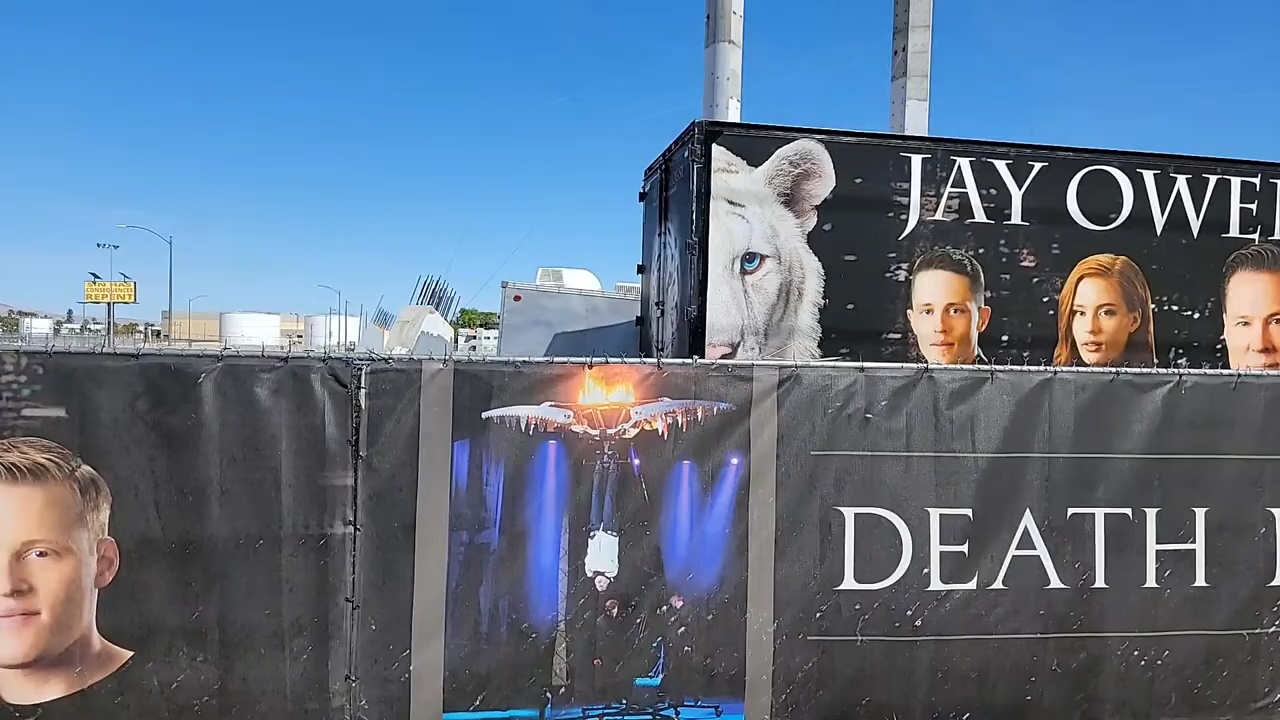 SIN HAS
CONSEQUENCES
REPENT
JAY OWE
DEATH